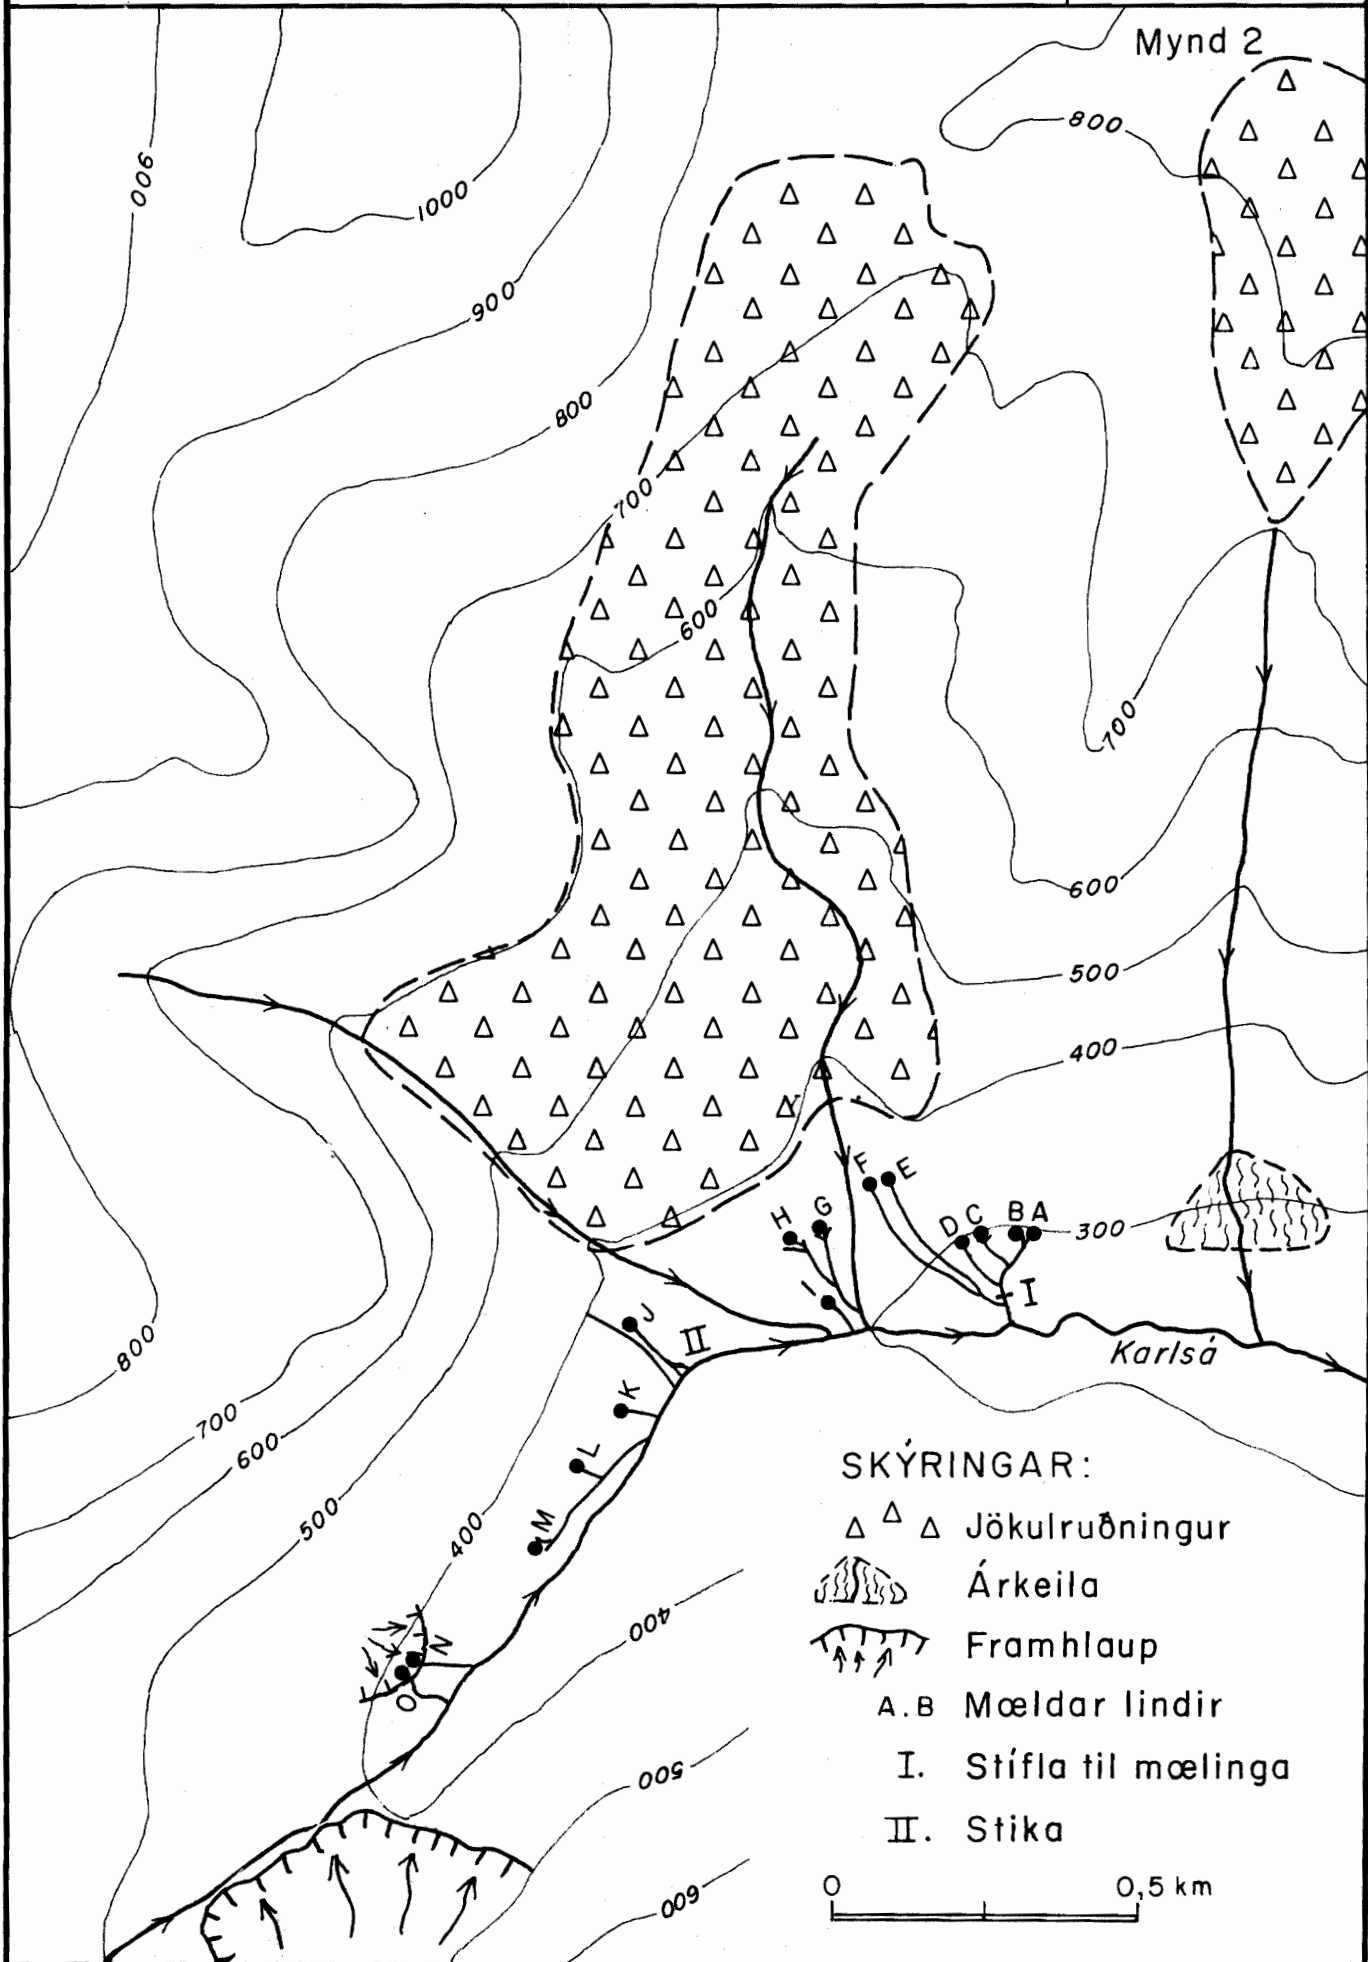 Mynd 2
800
900
1000
900
800
700
600
700
600
500
400
F E
H G
D C B A
300
I
I
J
II
Karlsá
K
L
M
N
O
800
700
600
500
400
400
500
600
SKÝRINGAR:
Jökulruðningur
Árkeila
Framhlaup
A.B Mældar lindir
I. Stífla til mælinga
II. Stika
0 0,5 km